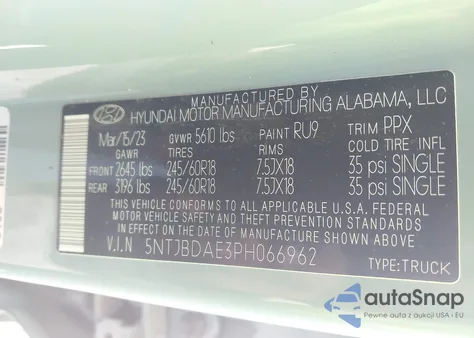 MANUFACTURED BY
HYUNDAI MOTOR MANUFACTURING ALABAMA, LLC
Mar/15/23 GVWR 5610 lbs PAINT RU9 TRIM PPX
GAWR TIRES RIMS COLD TIRE INFL
FRONT 2645 lbs 245/60R18 7.5JX18 35 psi SINGLE
REAR 3196 lbs 245/60R18 7.5JX18 35 psi SINGLE
THIS VEHICLE CONFORMS TO ALL APPLICABLE U.S.A. FEDERAL
MOTOR VEHICLE SAFETY AND THEFT PREVENTION STANDARDS
IN EFFECT ON THE DATE OF MANUFACTURE SHOWN ABOVE.
V.I.N 5NTJBDAE3PH066962
TYPE:TRUCK
autoSnap
Pewne auta z aukcji USA i EU